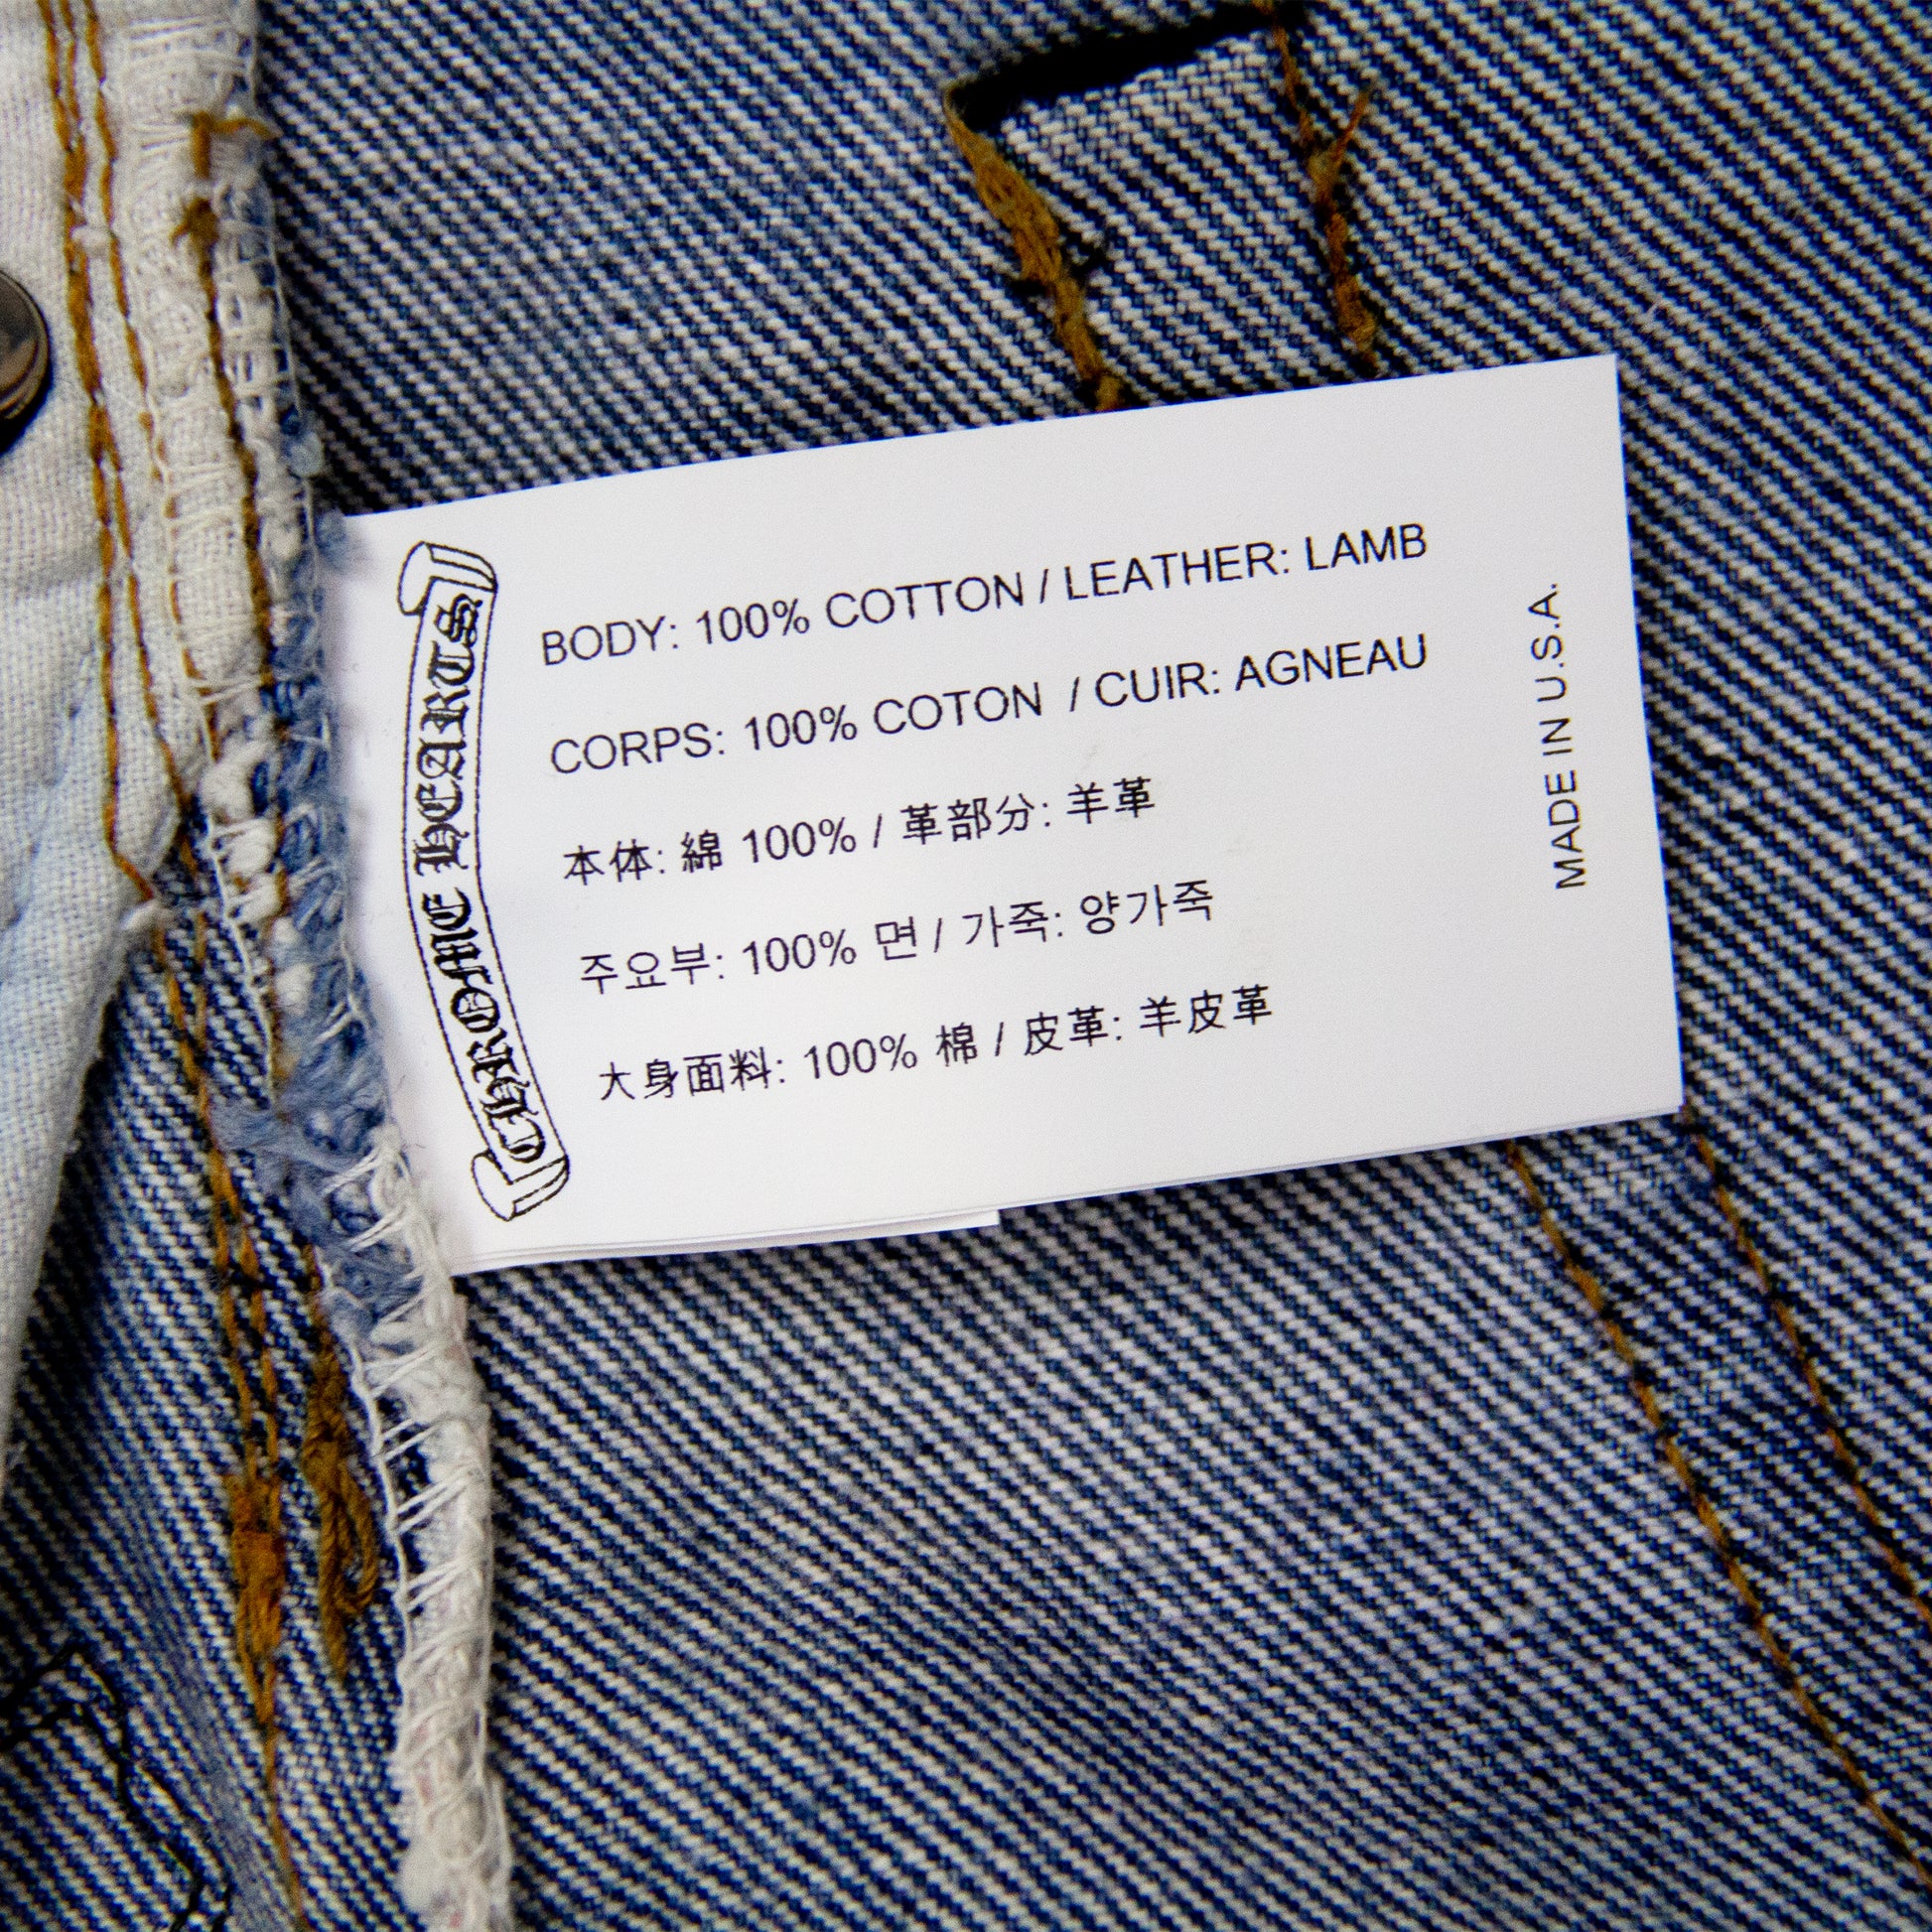 CHROME HEARTS
BODY: 100% COTTON / LEATHER: LAMB
CORPS: 100% COTON / CUIR: AGNEAU
本体: 綿 100% / 革部分: 羊革
주요부: 100% 면 / 가죽: 양가죽
大身面料: 100% 棉 / 皮革: 羊皮革
MADE IN U.S.A.